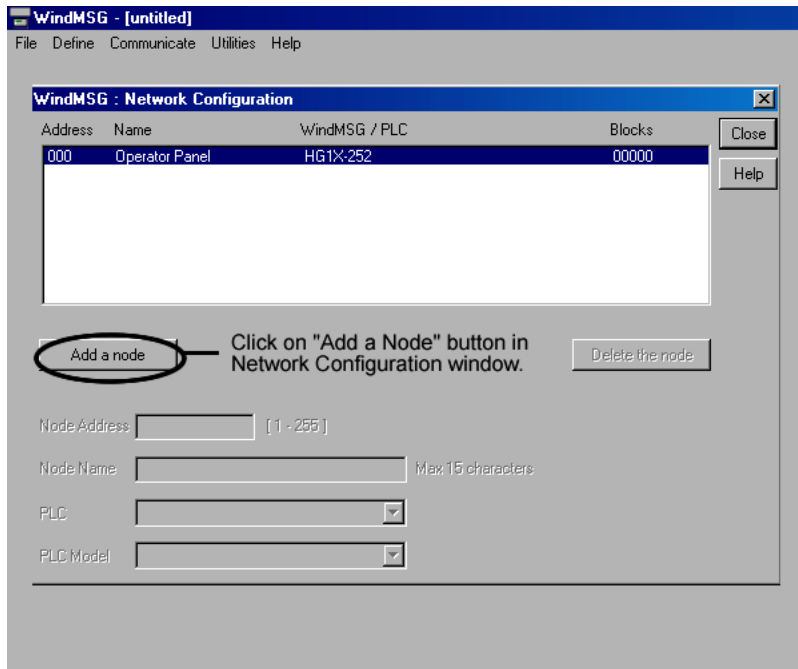 WindMSG - [untitled]
File Define Communicate Utilities Help
WindMSG : Network Configuration
Address Name WindMSG / PLC Blocks
Close
000 Operator Panel HG1X-252 00000
Help
Add a node
Click on "Add a Node" button in
Network Configuration window.
Delete the node
Node Address [ 1 - 255 ]
Node Name Max 15 characters
PLC
PLC Model